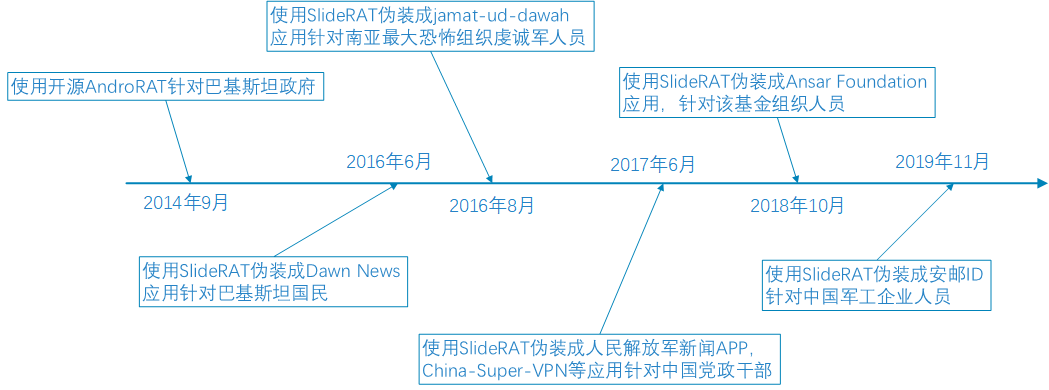 使用SlideRAT伪装成jamat-ud-dawah
应用针对南亚最大恐怖组织虔诚军人员
使用开源AndroRAT针对巴基斯坦政府
使用SlideRAT伪装成Ansar Foundation
应用，针对该基金组织人员
2016年6月
2017年6月
2019年11月
2014年9月
2016年8月
2018年10月
使用SlideRAT伪装成Dawn News
应用针对巴基斯坦国民
使用SlideRAT伪装成安邮ID
针对中国军工企业人员
使用SlideRAT伪装成人民解放军新闻APP，
China-Super-VPN等应用针对中国党政干部